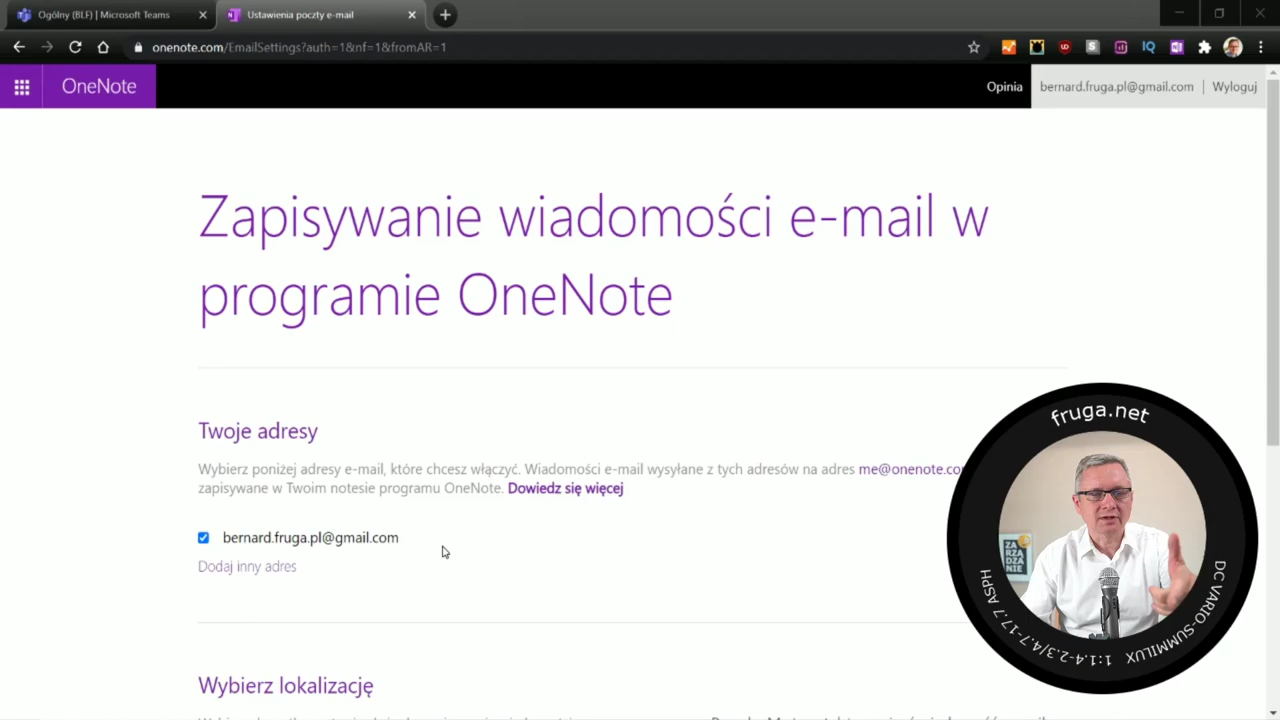 Ogólny (BLF) | Microsoft Teams
Ustawienia poczty e-mail
onenote.com/EmailSettings?auth=1&nf=1&fromAR=1
OneNote
Opinia
bernard.fruga.pl@gmail.com | Wyloguj
Zapisywanie wiadomości e-mail w
programie OneNote
Twoje adresy
Wybierz poniżej adresy e-mail, które chcesz włączyć. Wiadomości e-mail wysyłane z tych adresów na adres me@onenote.co
zapisywane w Twoim notesie programu OneNote. Dowiedz się więcej
bernard.fruga.pl@gmail.com
Dodaj inny adres
Wybierz lokalizację
fruga.net
ZA
RZĄ
DZA
NIE
DC VARIO-SUMMILUX 1:1.4-2.3/4.7-17.7 ASPH